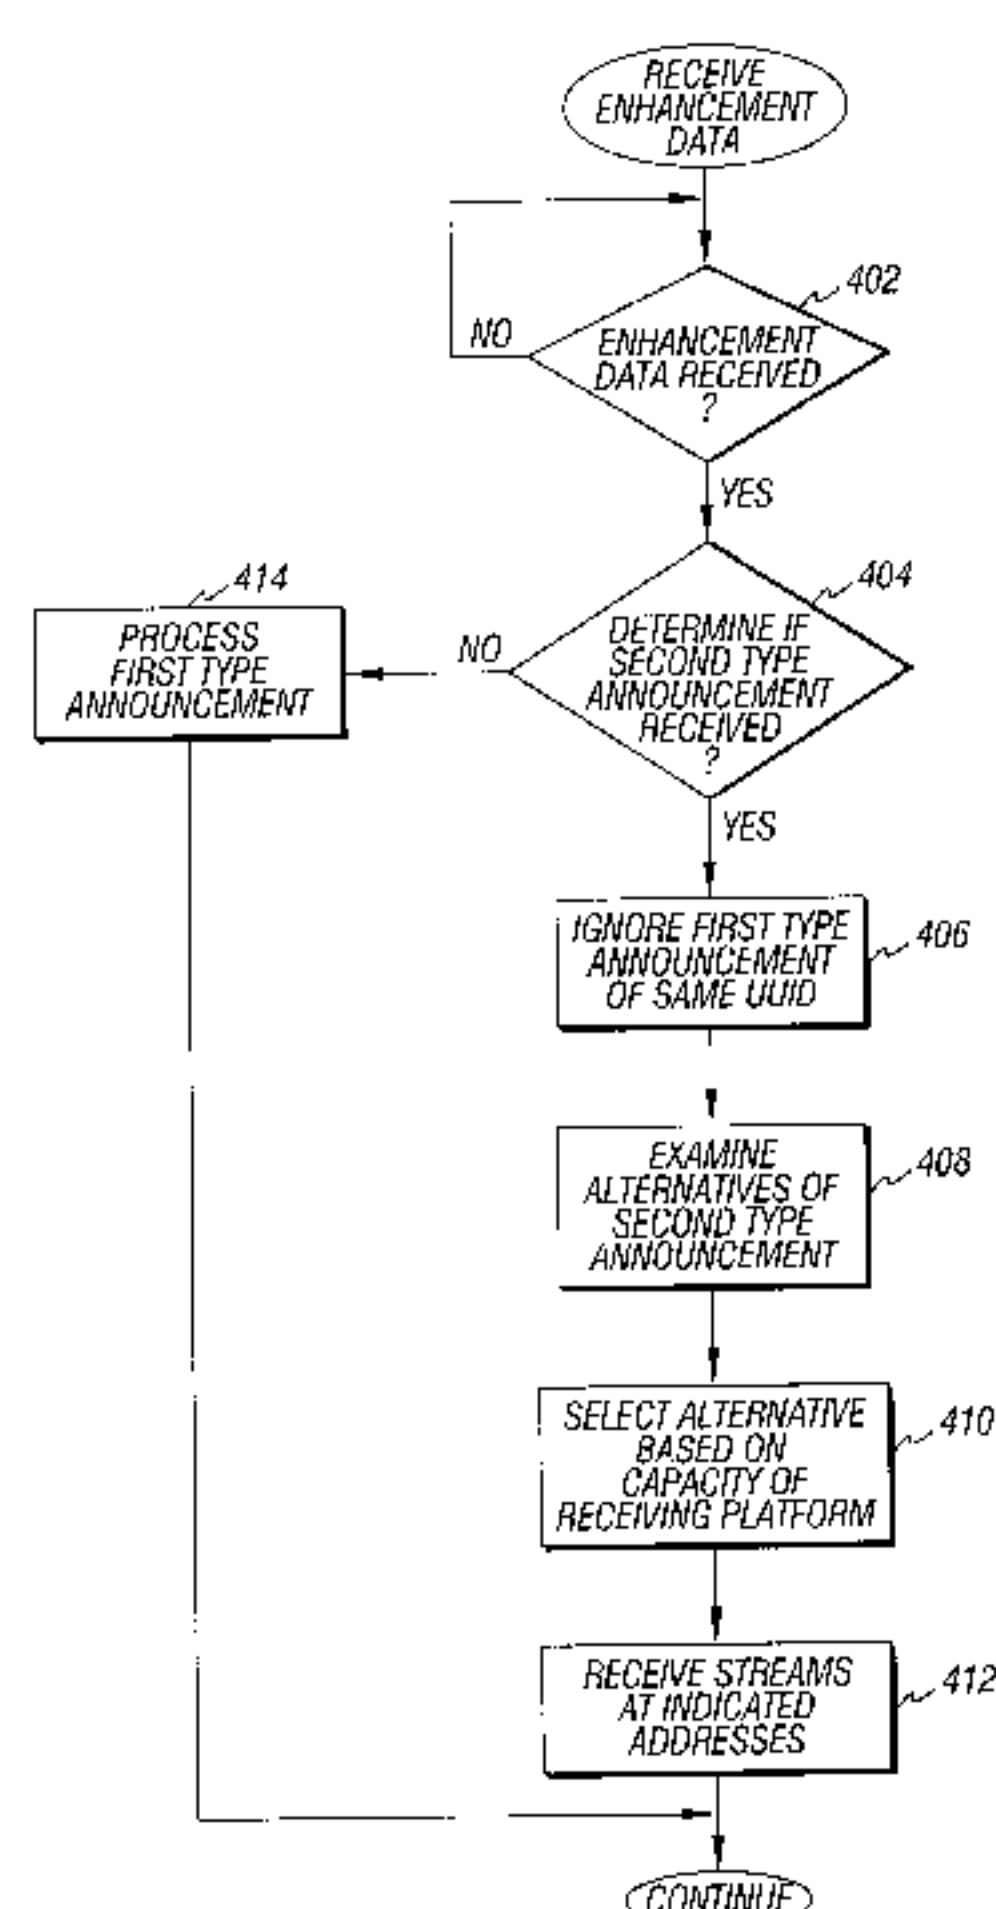 RECEIVE
ENHANCEMENT
DATA
402
NO
ENHANCEMENT
DATA RECEIVED
?
YES
414
404
PROCESS
FIRST TYPE
ANNOUNCEMENT
NO
DETERMINE IF
SECOND TYPE
ANNOUNCEMENT
RECEIVED
?
YES
IGNORE FIRST TYPE
ANNOUNCEMENT
OF SAME UUID
406
EXAMINE
ALTERNATIVES OF
SECOND TYPE
ANNOUNCEMENT
408
SELECT ALTERNATIVE
BASED ON
CAPACITY OF
RECEIVING PLATFORM
410
RECEIVE STREAMS
AT INDICATED
ADDRESSES
412
CONTINUE